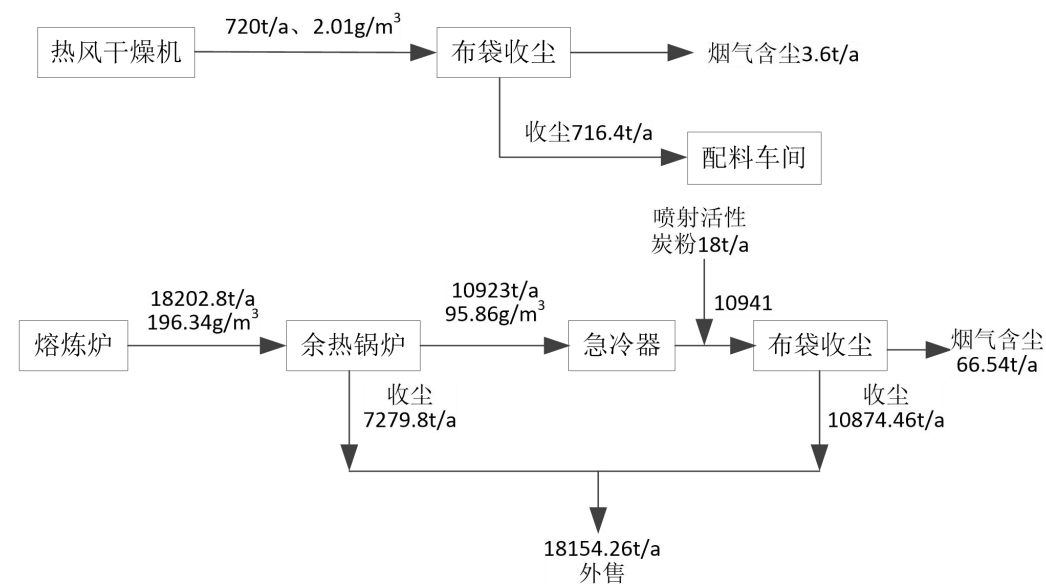 720t/a、2.01g/m³
热风干燥机
布袋收尘
烟气含尘3.6t/a
收尘716.4t/a
配料车间
喷射活性
炭粉18t/a
18202.8t/a
196.34g/m³
10923t/a
95.86g/m³
10941
熔炼炉
余热锅炉
急冷器
布袋收尘
烟气含尘
66.54t/a
收尘
7279.8t/a
收尘
10874.46t/a
18154.26t/a
外售